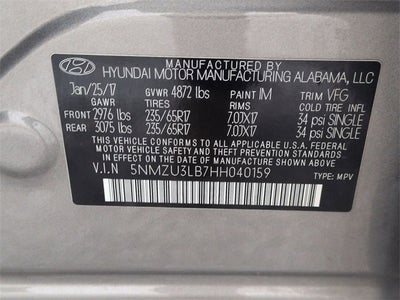 MANUFACTURED BY
HYUNDAI MOTOR MANUFACTURING ALABAMA, LLC
Jan/25/17 GVWR 4872 lbs PAINT IM TRIM VFG
GAWR TIRES RIMS COLD TIRE INFL
FRONT 2976 lbs 235/65R17 7.0JX17 34 psi SINGLE
REAR 3075 lbs 235/65R17 7.0JX17 34 psi SINGLE
THIS VEHICLE CONFORMS TO ALL APPLICABLE FEDERAL
MOTOR VEHICLE SAFETY
STANDARDS IN EFFECT ON THE DATE OF MANUFACTURE SHOWN ABOVE.
V.I.N 5NMZU3LB7HH040159
TYPE: MPV